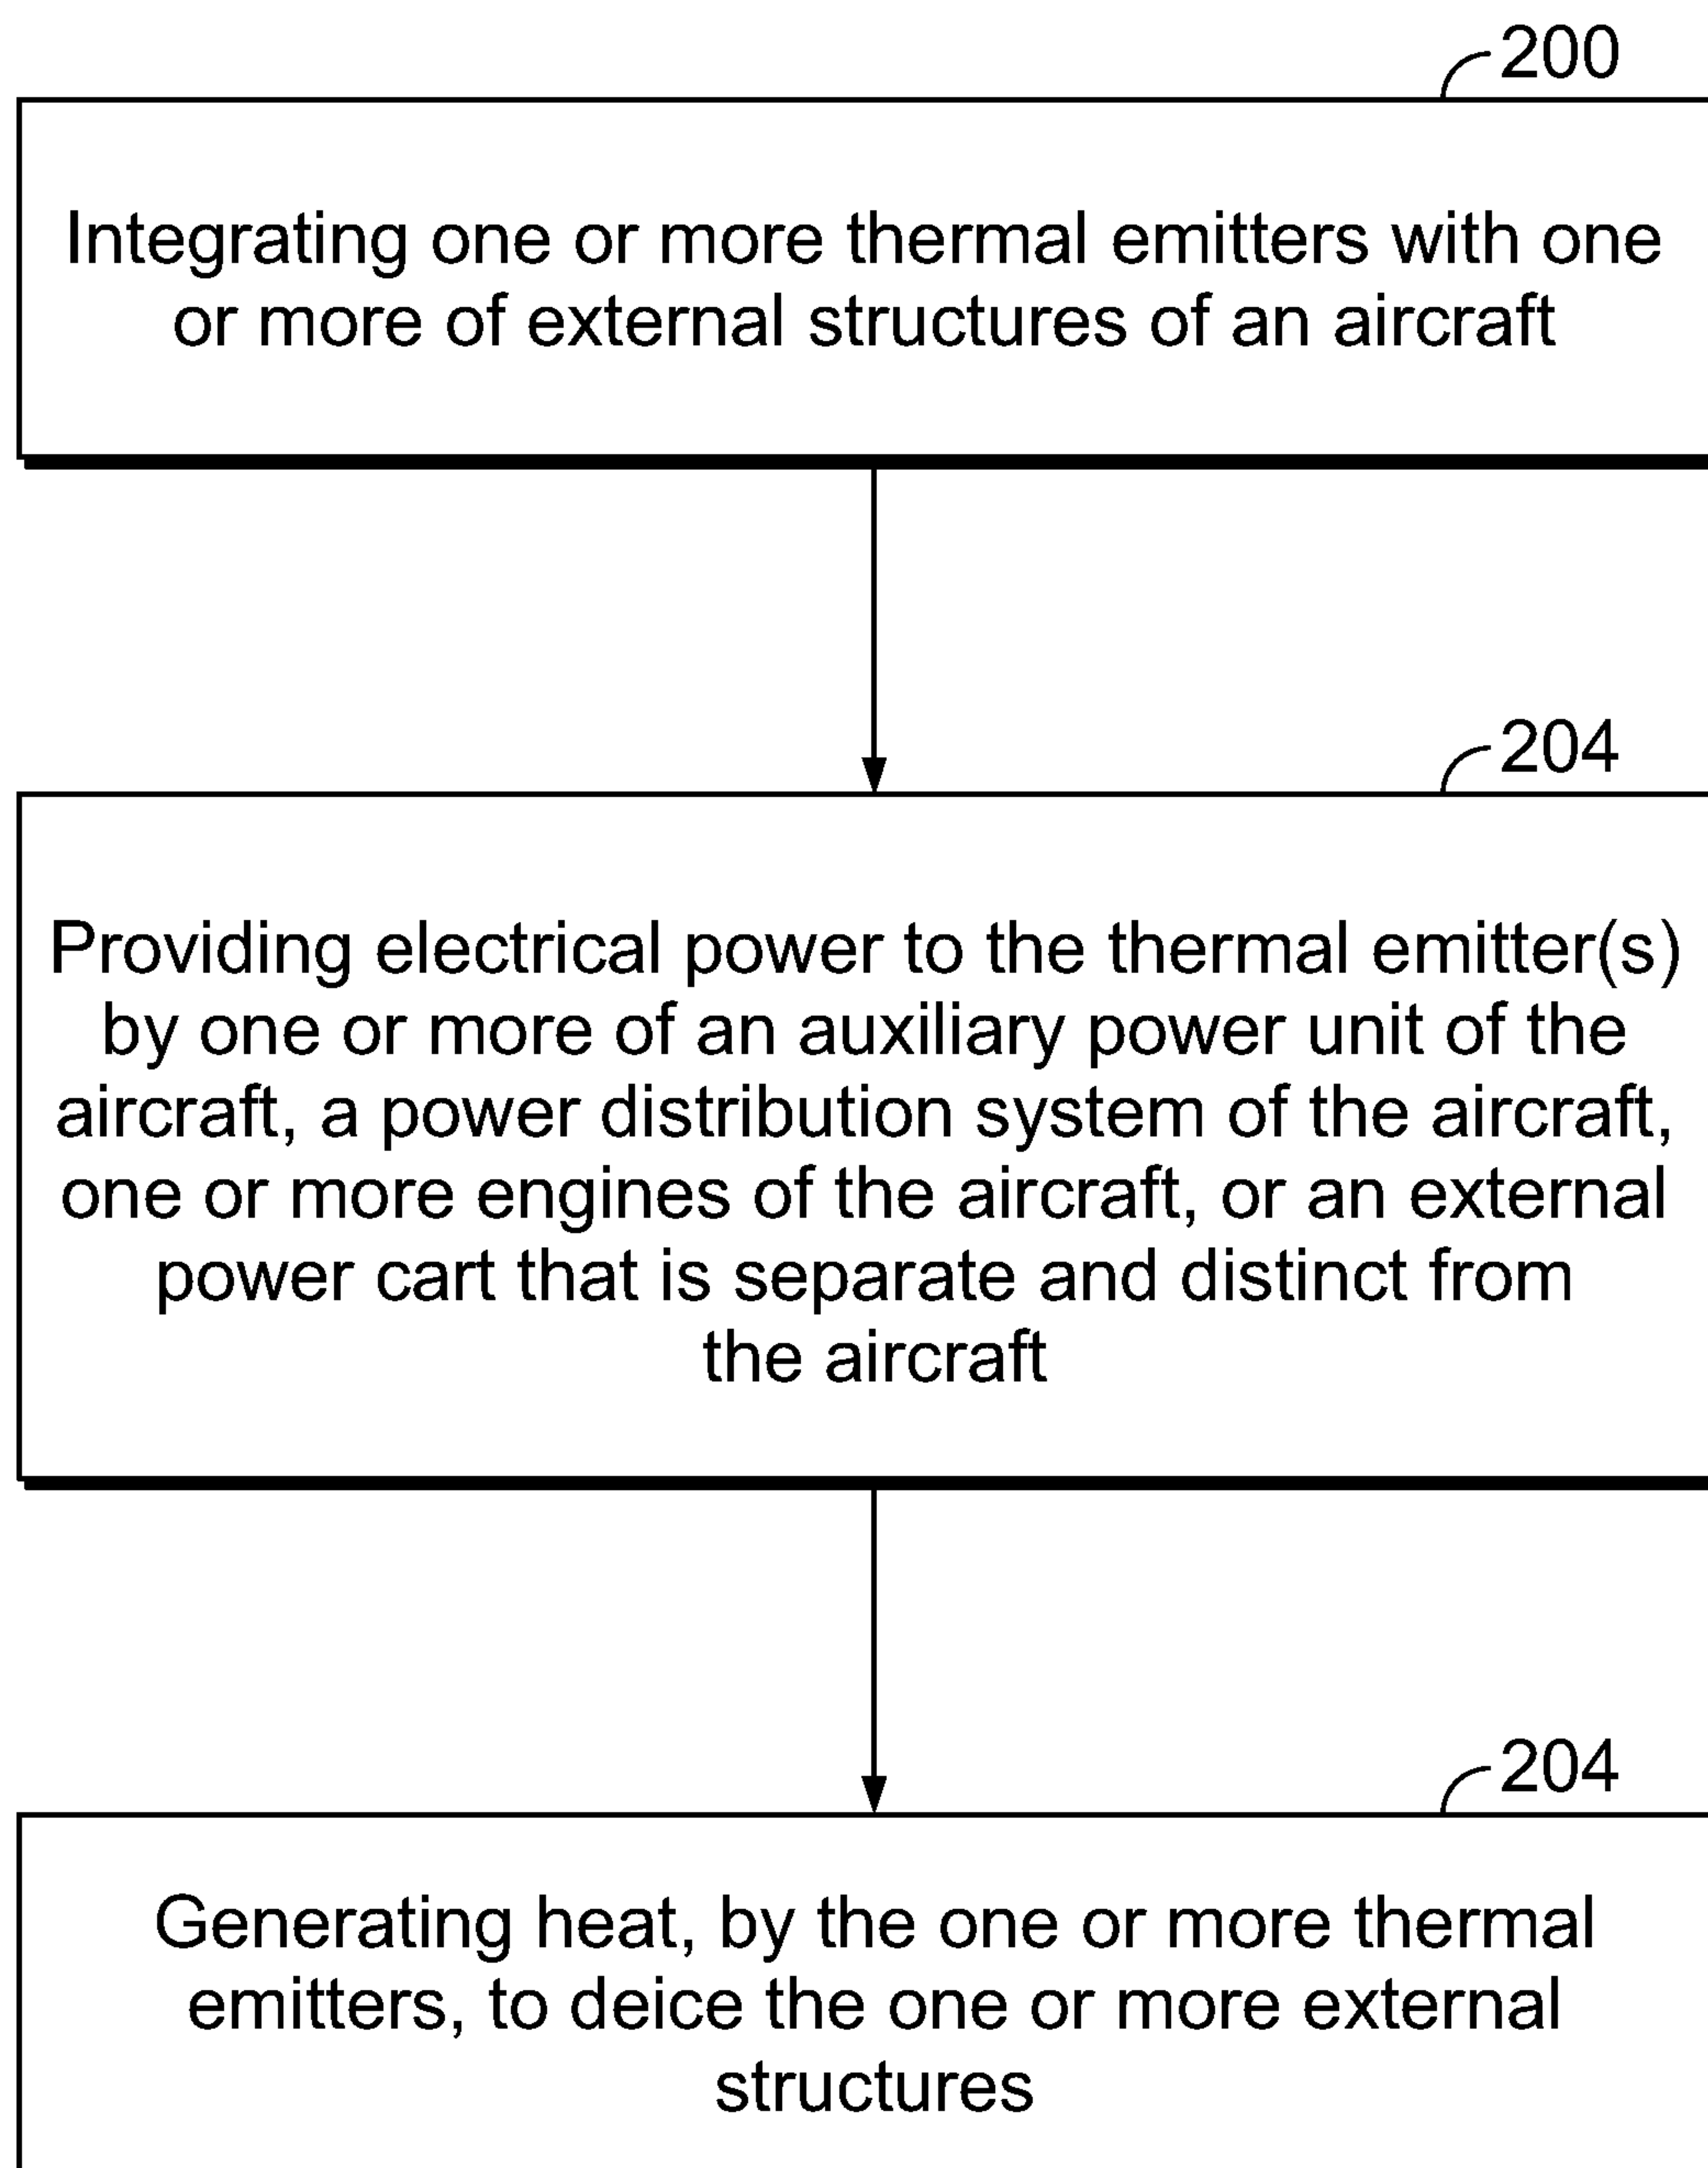 200
Integrating one or more thermal emitters with one
or more of external structures of an aircraft
204
Providing electrical power to the thermal emitter(s)
by one or more of an auxiliary power unit of the
aircraft, a power distribution system of the aircraft,
one or more engines of the aircraft, or an external
power cart that is separate and distinct from
the aircraft
204
Generating heat, by the one or more thermal
emitters, to deice the one or more external
structures